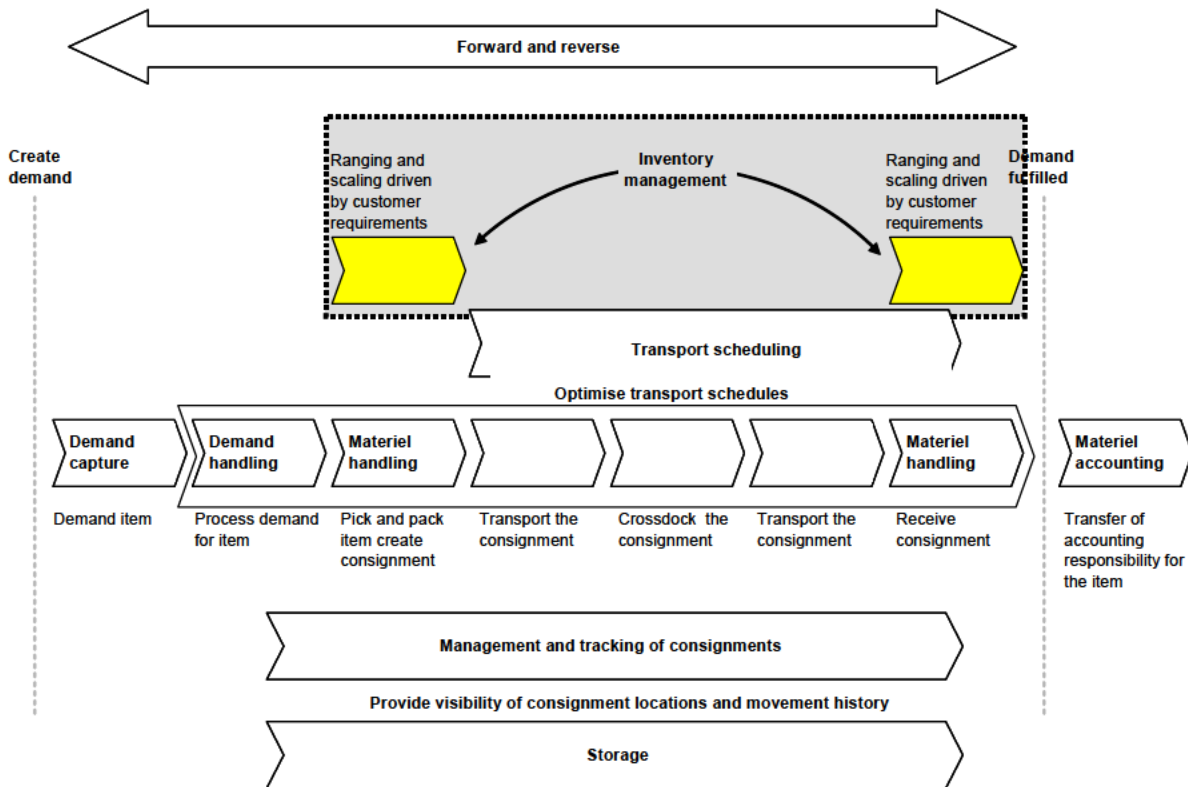 Forward and reverse
Create
demand
Ranging and
scaling driven
by customer
requirements
Inventory
management
Ranging and
scaling driven
by customer
requirements
Demand
fulfilled
Transport scheduling
Optimise transport schedules
Demand
capture
Demand
handling
Materiel
handling
Materiel
handling
Materiel
accounting
Demand item
Process demand
for item
Pick and pack
item create
consignment
Transport the
consignment
Crossdock the
consignment
Transport the
consignment
Receive
consignment
Transfer of
accounting
responsibility for
the item
Management and tracking of consignments
Provide visibility of consignment locations and movement history
Storage